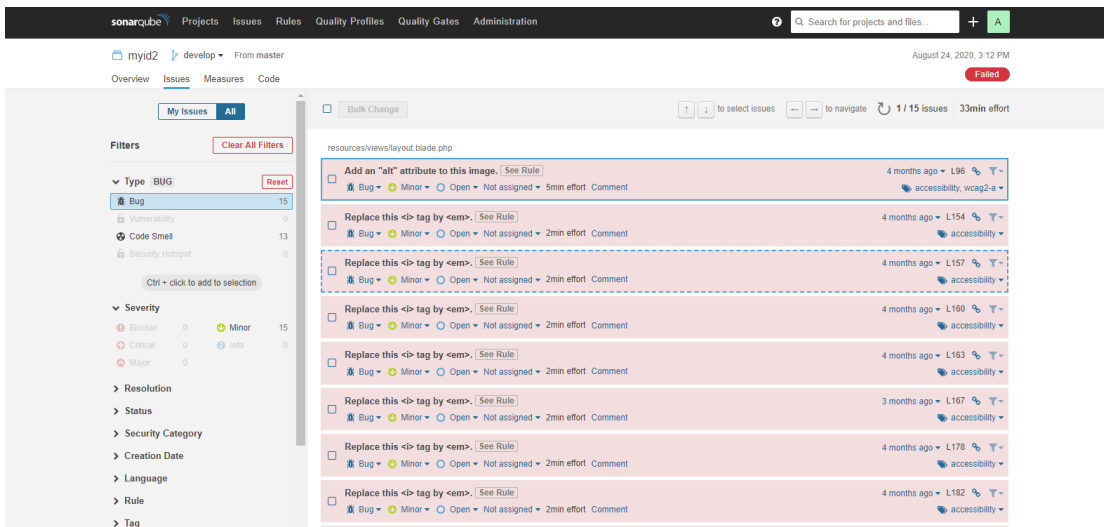 sonarqube Projects Issues Rules Quality Profiles Quality Gates Administration ? Search for projects and files... + A
myid2 develop From master August 24, 2020, 3:12 PM
Failed
Overview Issues Measures Code
My Issues All Bulk Change ↑ ↓ to select issues ← → to navigate 1 / 15 issues 33min effort
Filters Clear All Filters
resources/views/layout.blade.php
Type BUG Reset
Bug 15
Vulnerability 0
Code Smell 13
Security Hotspot 0
Ctrl + click to add to selection
Severity
Blocker 0 Minor 15
Critical 0 Info 0
Major 0
Resolution
Status
Security Category
Creation Date
Language
Rule
Tag
Add an "alt" attribute to this image. See Rule 4 months ago L96
Bug Minor Open Not assigned 5min effort Comment accessibility, wcag2-a
Replace this <i> tag by <em>. See Rule 4 months ago L154
Bug Minor Open Not assigned 2min effort Comment accessibility
Replace this <i> tag by <em>. See Rule 4 months ago L157
Bug Minor Open Not assigned 2min effort Comment accessibility
Replace this <i> tag by <em>. See Rule 4 months ago L160
Bug Minor Open Not assigned 2min effort Comment accessibility
Replace this <i> tag by <em>. See Rule 4 months ago L163
Bug Minor Open Not assigned 2min effort Comment accessibility
Replace this <i> tag by <em>. See Rule 3 months ago L167
Bug Minor Open Not assigned 2min effort Comment accessibility
Replace this <i> tag by <em>. See Rule 4 months ago L178
Bug Minor Open Not assigned 2min effort Comment accessibility
Replace this <i> tag by <em>. See Rule 4 months ago L182
Bug Minor Open Not assigned 2min effort Comment accessibility